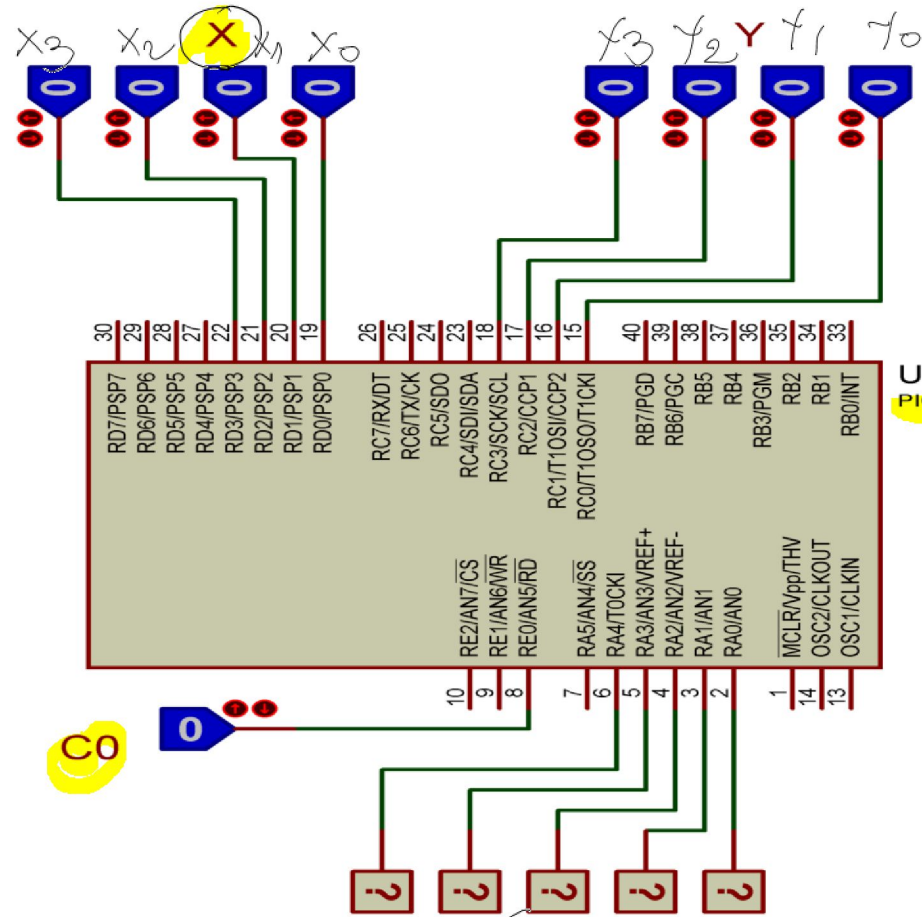 X3 X2 X X1 X0 Y3 Y2 Y Y1 Y0
0 0 0 0 0 0 0 0
30 29 28 27 22 21 20 19 26 25 24 23 18 17 16 15 40 39 38 37 36 35 34 33
U
PI
RD7/PSP7
RD6/PSP6
RD5/PSP5
RD4/PSP4
RD3/PSP3
RD2/PSP2
RD1/PSP1
RD0/PSP0
RC7/RX/DT
RC6/TX/CK
RC5/SDO
RC4/SDI/SDA
RC3/SCK/SCL
RC2/CCP1
RC1/T1OSI/CCP2
RC0/T1OSO/T1CKI
RB7/PGD
RB6/PGC
RB5
RB4
RB3/PGM
RB2
RB1
RB0/INT
RE2/AN7/CS
RE1/AN6/WR
RE0/AN5/RD
RA5/AN4/SS
RA4/T0CKI
RA3/AN3/VREF+
RA2/AN2/VREF-
RA1/AN1
RA0/AN0
MCLR/Vpp/THV
OSC2/CLKOUT
OSC1/CLKIN
10 9 8 7 6 5 4 3 2 1 14 13
C0 0
? ? ? ? ?